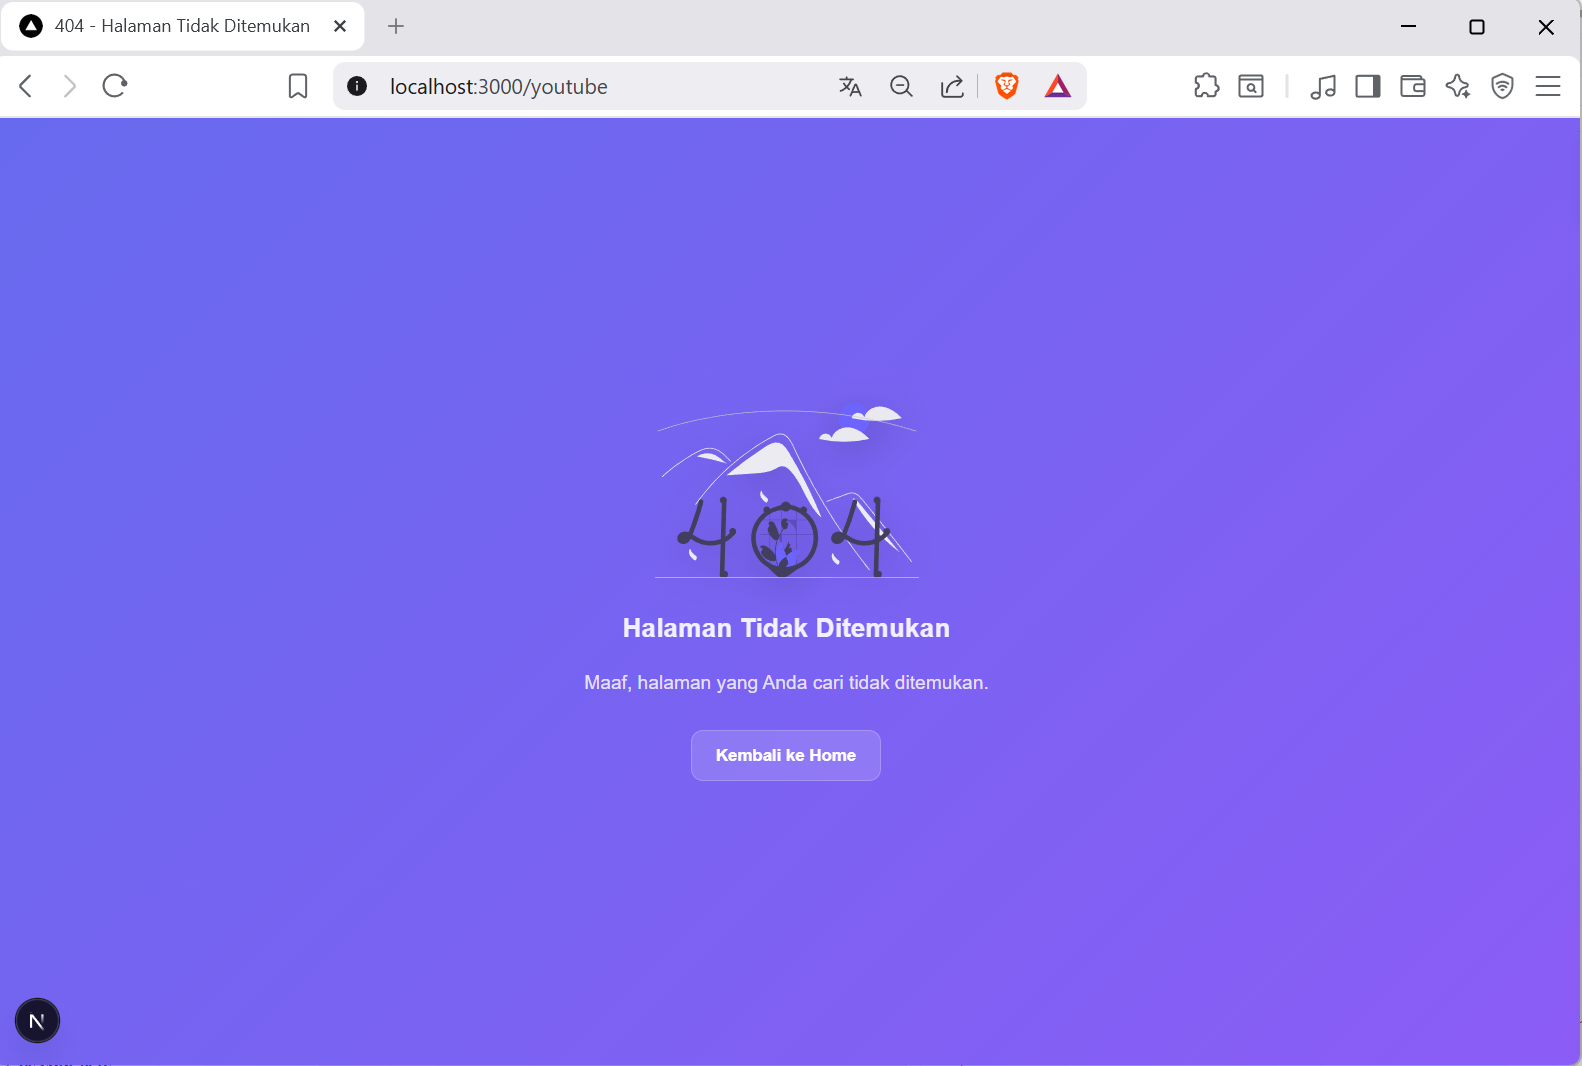 404 - Halaman Tidak Ditemukan
localhost:3000/youtube
404
Halaman Tidak Ditemukan
Maaf, halaman yang Anda cari tidak ditemukan.
Kembali ke Home
N